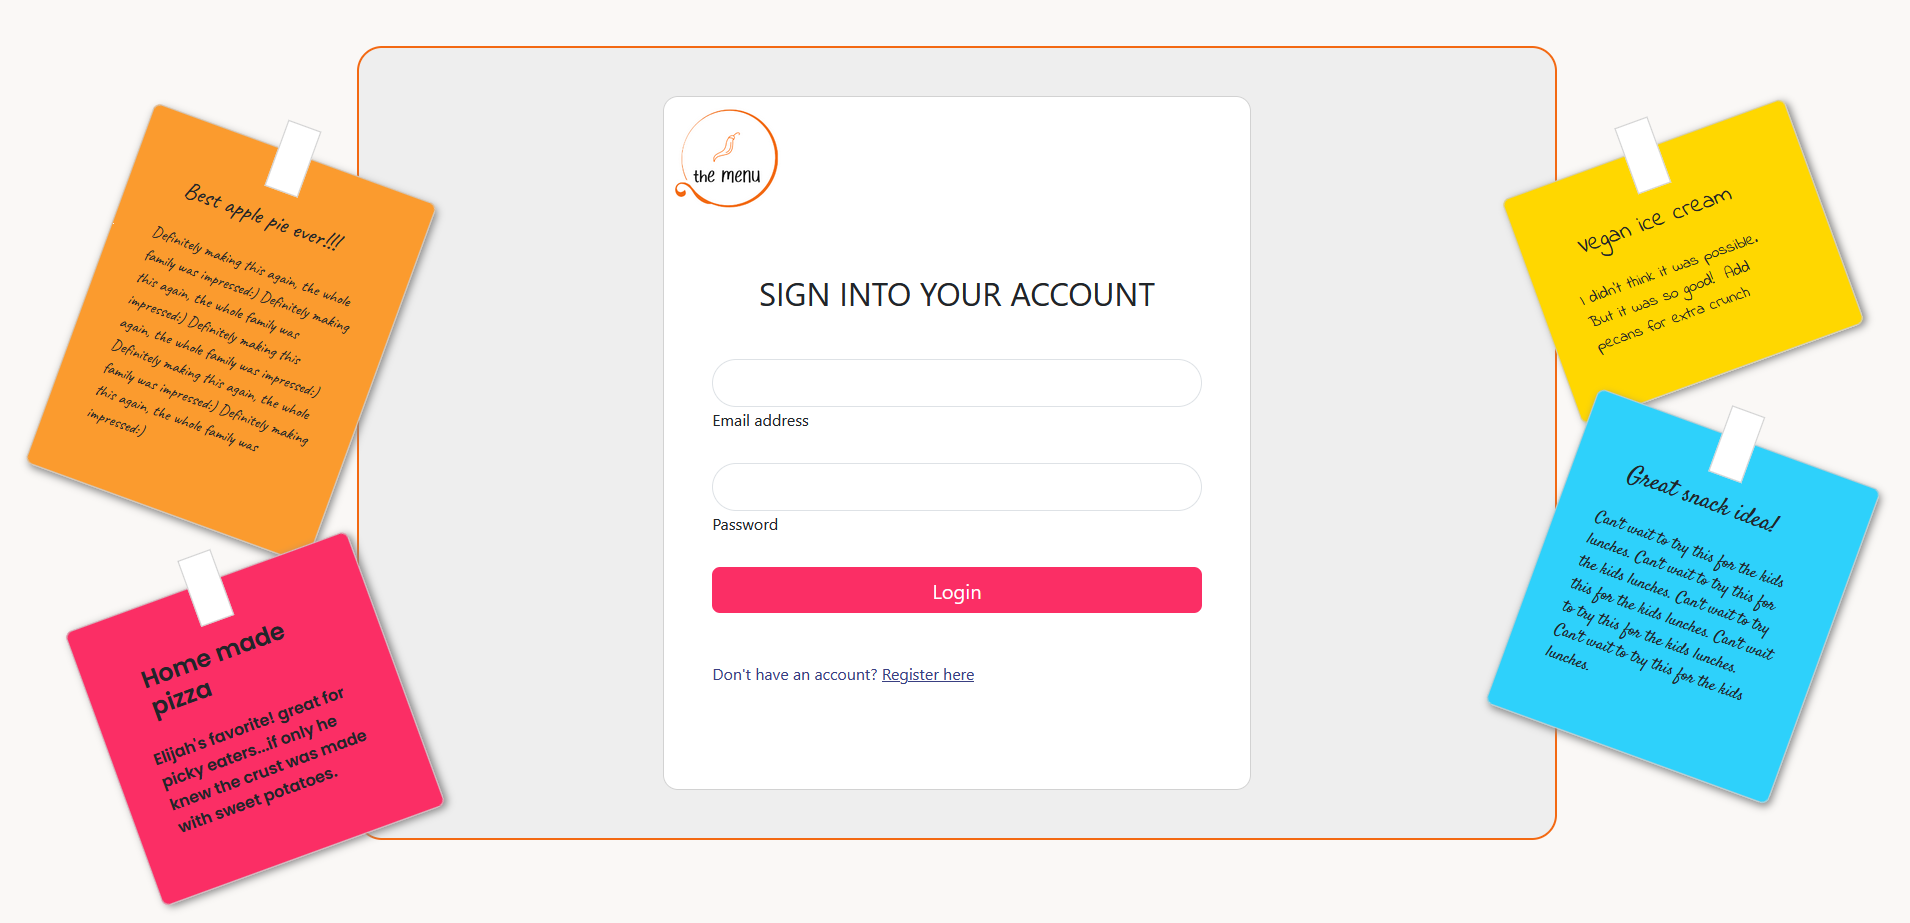 Best apple pie ever!!!
Definitely making this again, the whole
family was impressed:) Definitely making
this again, the whole family was
impressed:) Definitely making this
again, the whole family was impressed:)
Definitely making this again, the whole
family was impressed:) Definitely making
this again, the whole family was
impressed:)
Home made
pizza
Elijah's favorite! great for
picky eaters...if only he
knew the crust was made
with sweet potatoes.
the menu
SIGN INTO YOUR ACCOUNT
Email address
Password
Login
Don't have an account? Register here
vegan ice cream
I didn't think it was possible.
But it was so good! Add
pecans for extra crunch
Great snack idea!
Can't wait to try this for the kids
lunches. Can't wait to try this for
the kids lunches. Can't wait to try
this for the kids lunches. Can't wait
to try this for the kids lunches.
Can't wait to try this for the kids
lunches.